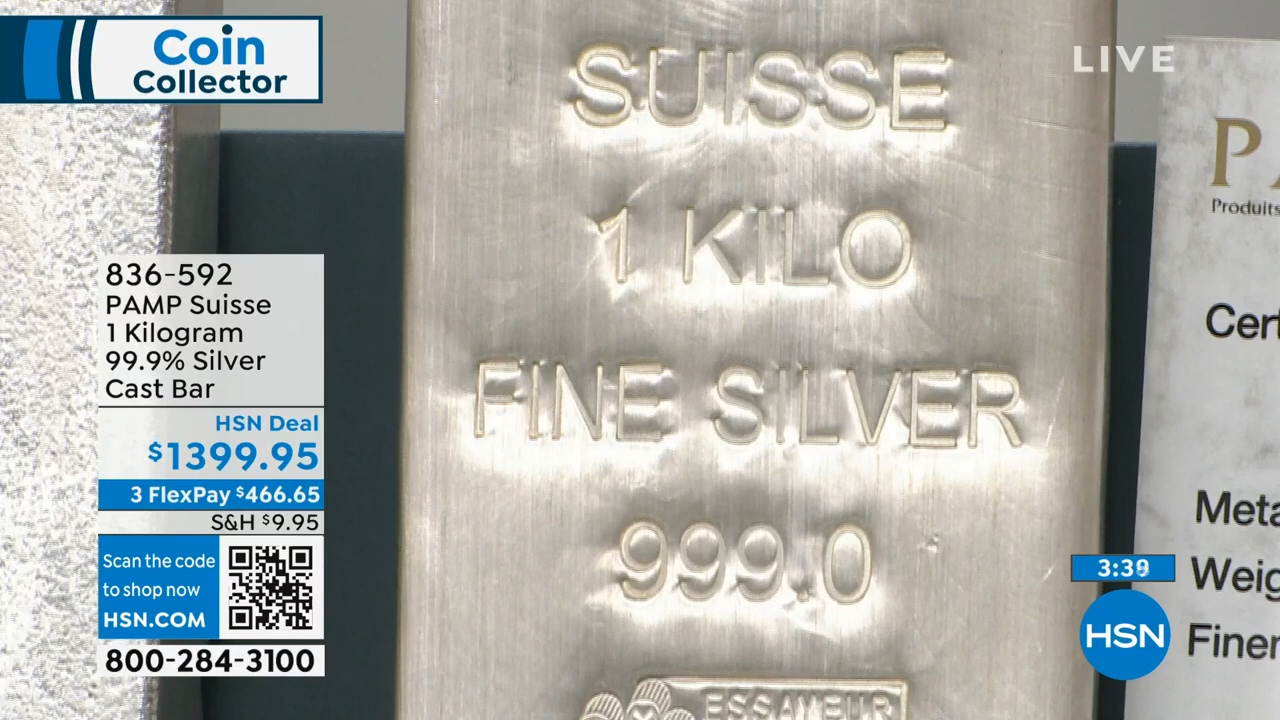 Coin
Collector
LIVE
SUISSE
1 KILO
FINE SILVER
999.0
ESSAYEUR
836-592
PAMP Suisse
1 Kilogram
99.9% Silver
Cast Bar
HSN Deal
$1399.95
3 FlexPay $466.65
S&H $9.95
Scan the code
to shop now
HSN.COM
800-284-3100
P
Produits
Cert
Meta
Weig
Finen
3:39
HSN